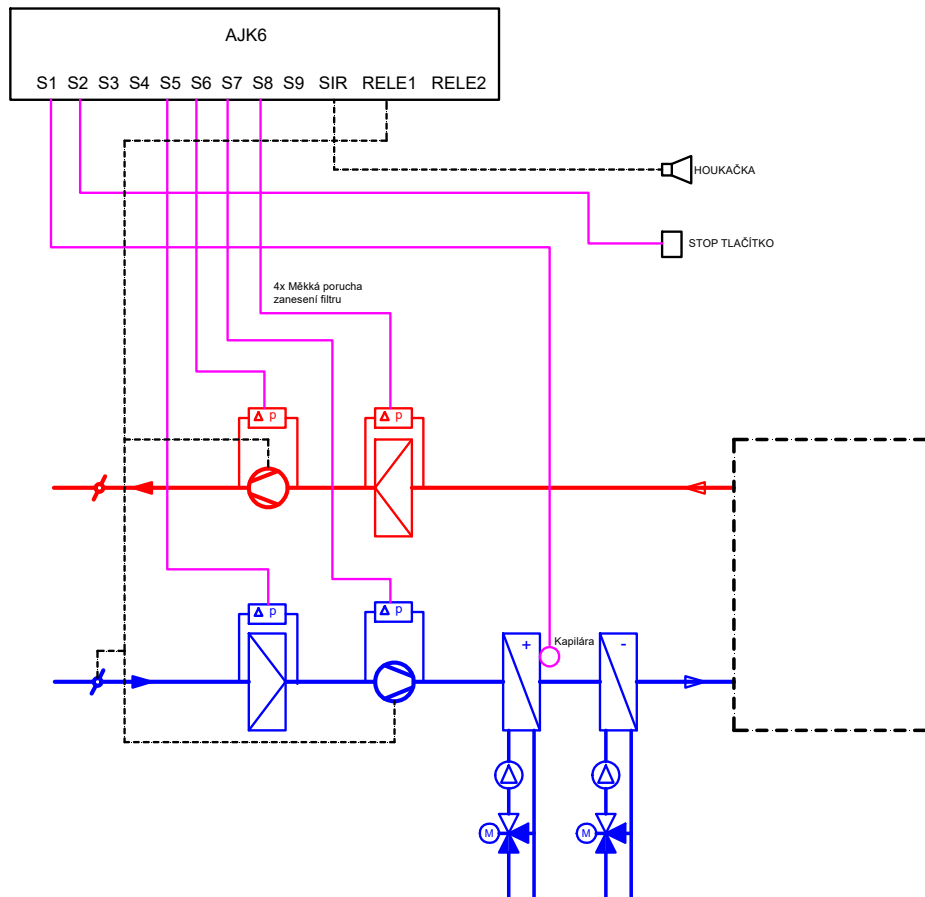 AJK6
S1 S2 S3 S4 S5 S6 S7 S8 S9 SIR RELE1 RELE2
HOUKAČKA
STOP TLAČÍTKO
4x Měkká porucha
zanesení filtru
Δ p
Δ p
Δ p
Δ p
Kapilára
+
-
M
M